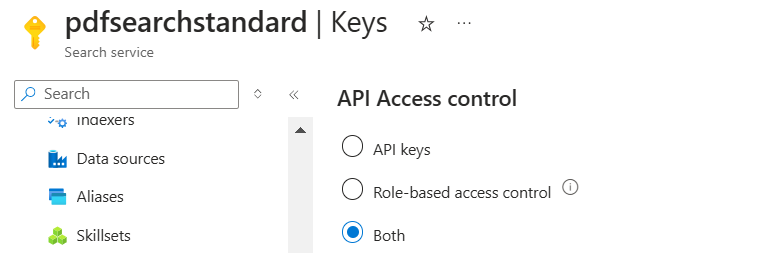 pdfsearchstandard | Keys
Search service
Search
Indexers
Data sources
Aliases
Skillsets
API Access control
API keys
Role-based access control
Both